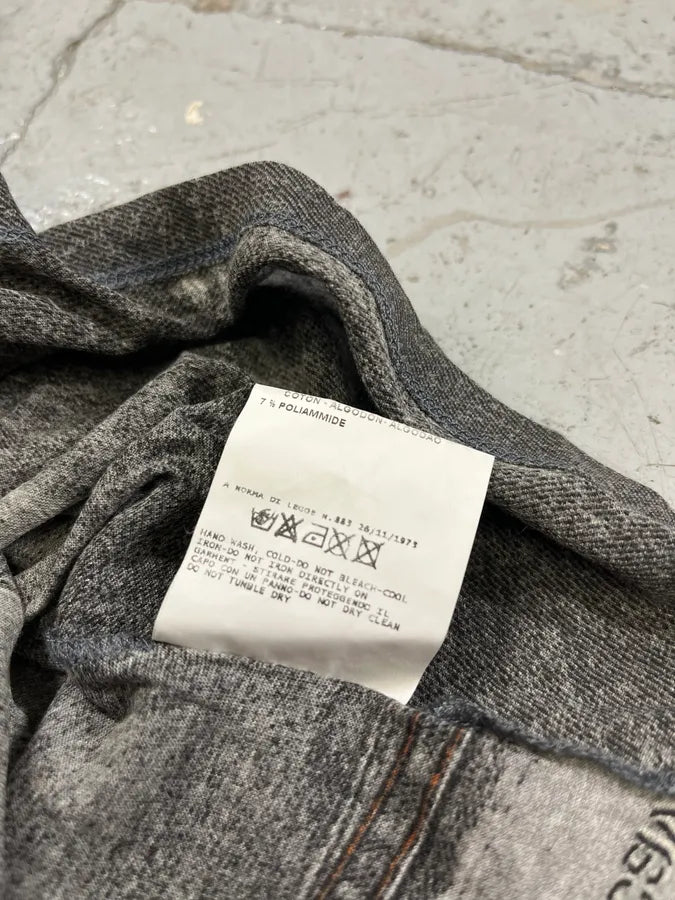 COTON - ALGODON- ALGODAO
7 % POLIAMMIDE
A NORMA DI LEGGE N.883 26/11/1973
HAND WASH, COLD-DO NOT BLEACH-COOL
IRON-DO NOT IRON DIRECTLY ON
GARMENT - STIRARE PROTEGGENDO IL
CAPO CON UN PANNO-DO NOT DRY CLEAN
DO NOT TUMBLE DRY